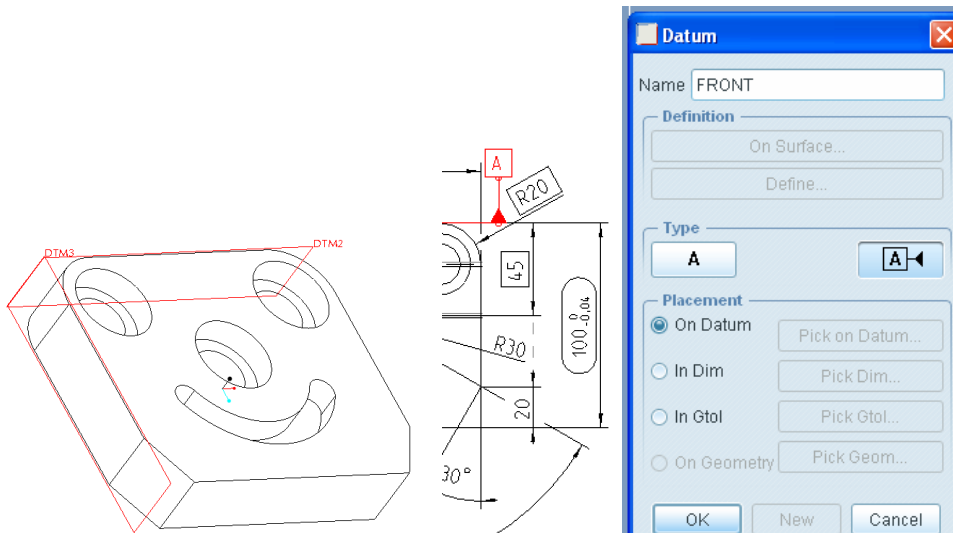 DTM3
DTM2
A
R20
45
100 0 -0,04
R30
20
30°
Datum
Name FRONT
Definition
On Surface...
Define...
Type
A
A
Placement
On Datum
Pick on Datum...
In Dim
Pick Dim...
In Gtol
Pick Gtol...
On Geometry
Pick Geom...
OK
New
Cancel